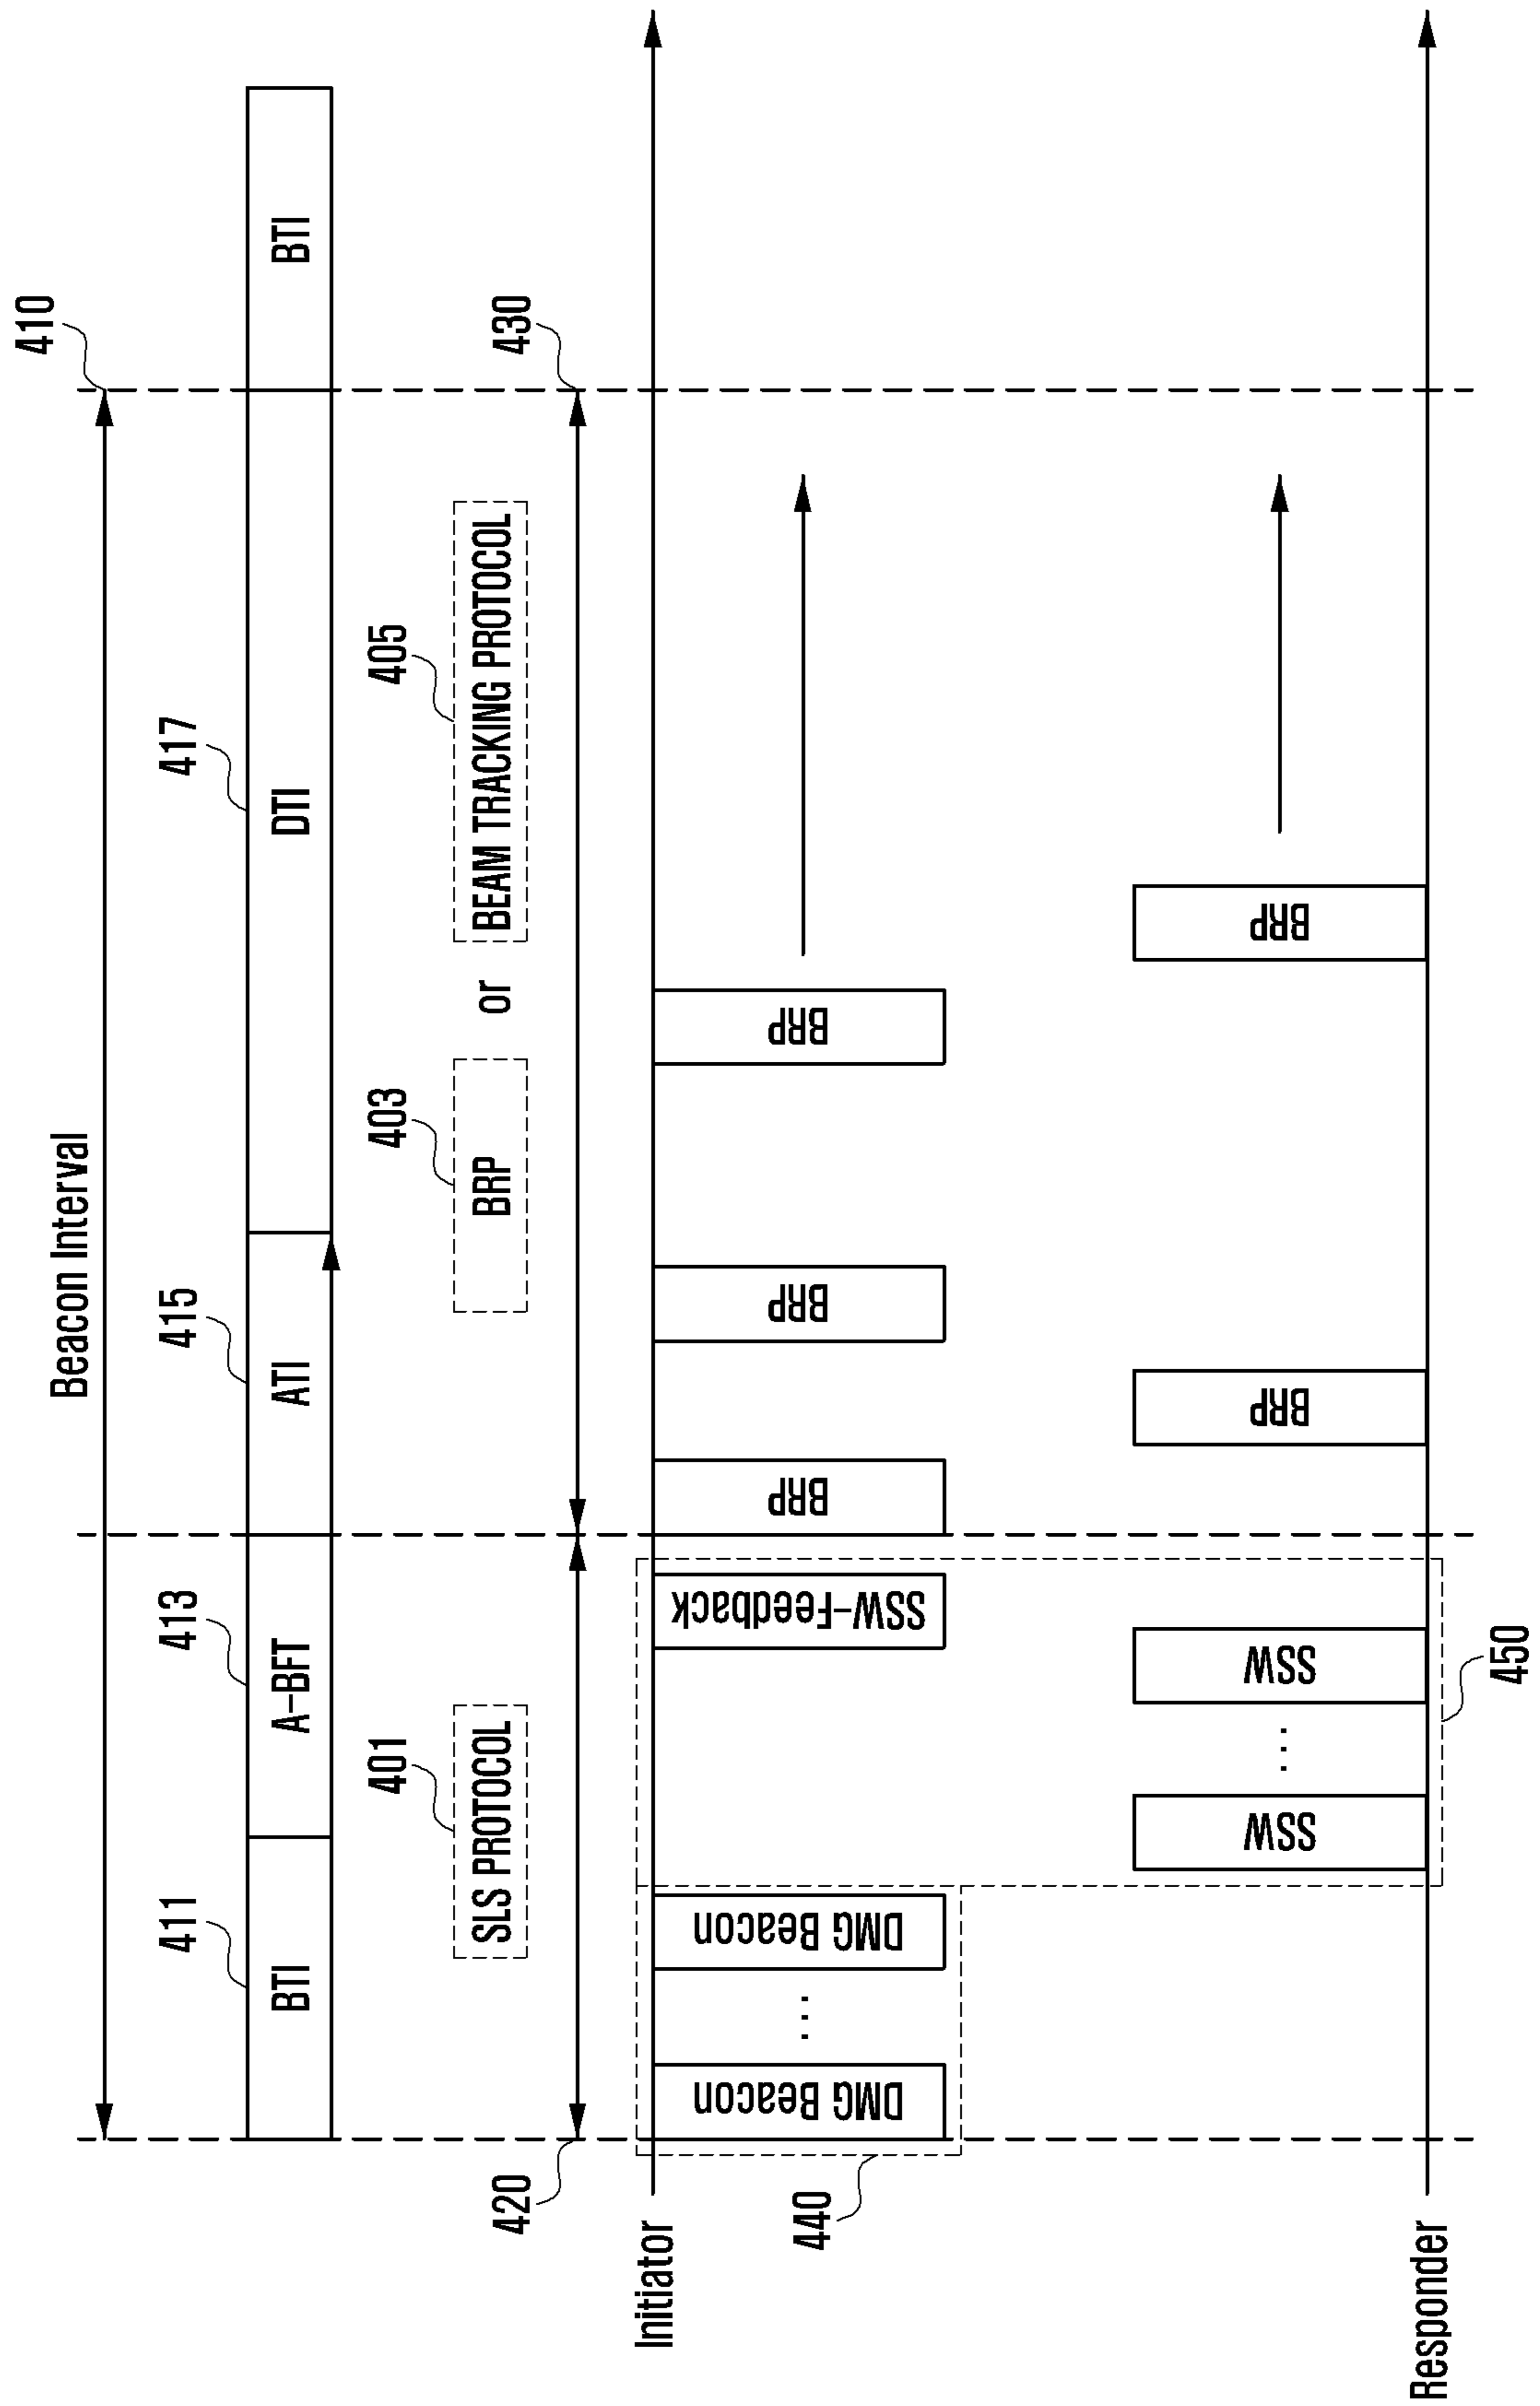 Beacon Interval
410
411
413
415
417
BTI
A-BFT
ATI
DTI
BTI
401
403
405
SLS PROTOCOL
BRP
or
BEAM TRACKING PROTOCOL
420
430
Initiator
DMG Beacon
...
DMG Beacon
SSW-Feedback
BRP
BRP
BRP
440
SSW
...
SSW
BRP
BRP
Responder
450